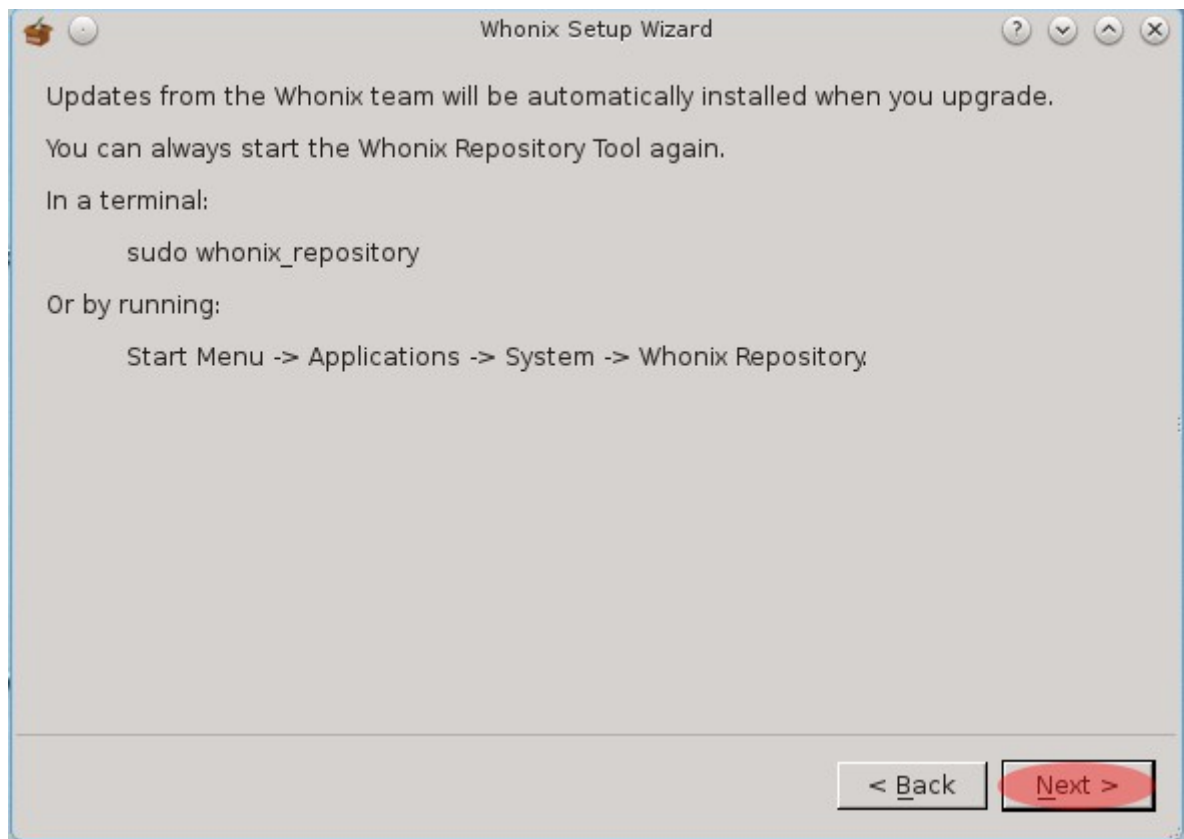 Whonix Setup Wizard
Updates from the Whonix team will be automatically installed when you upgrade.
You can always start the Whonix Repository Tool again.
In a terminal:
sudo whonix_repository
Or by running:
Start Menu -> Applications -> System -> Whonix Repository.
< Back
Next >